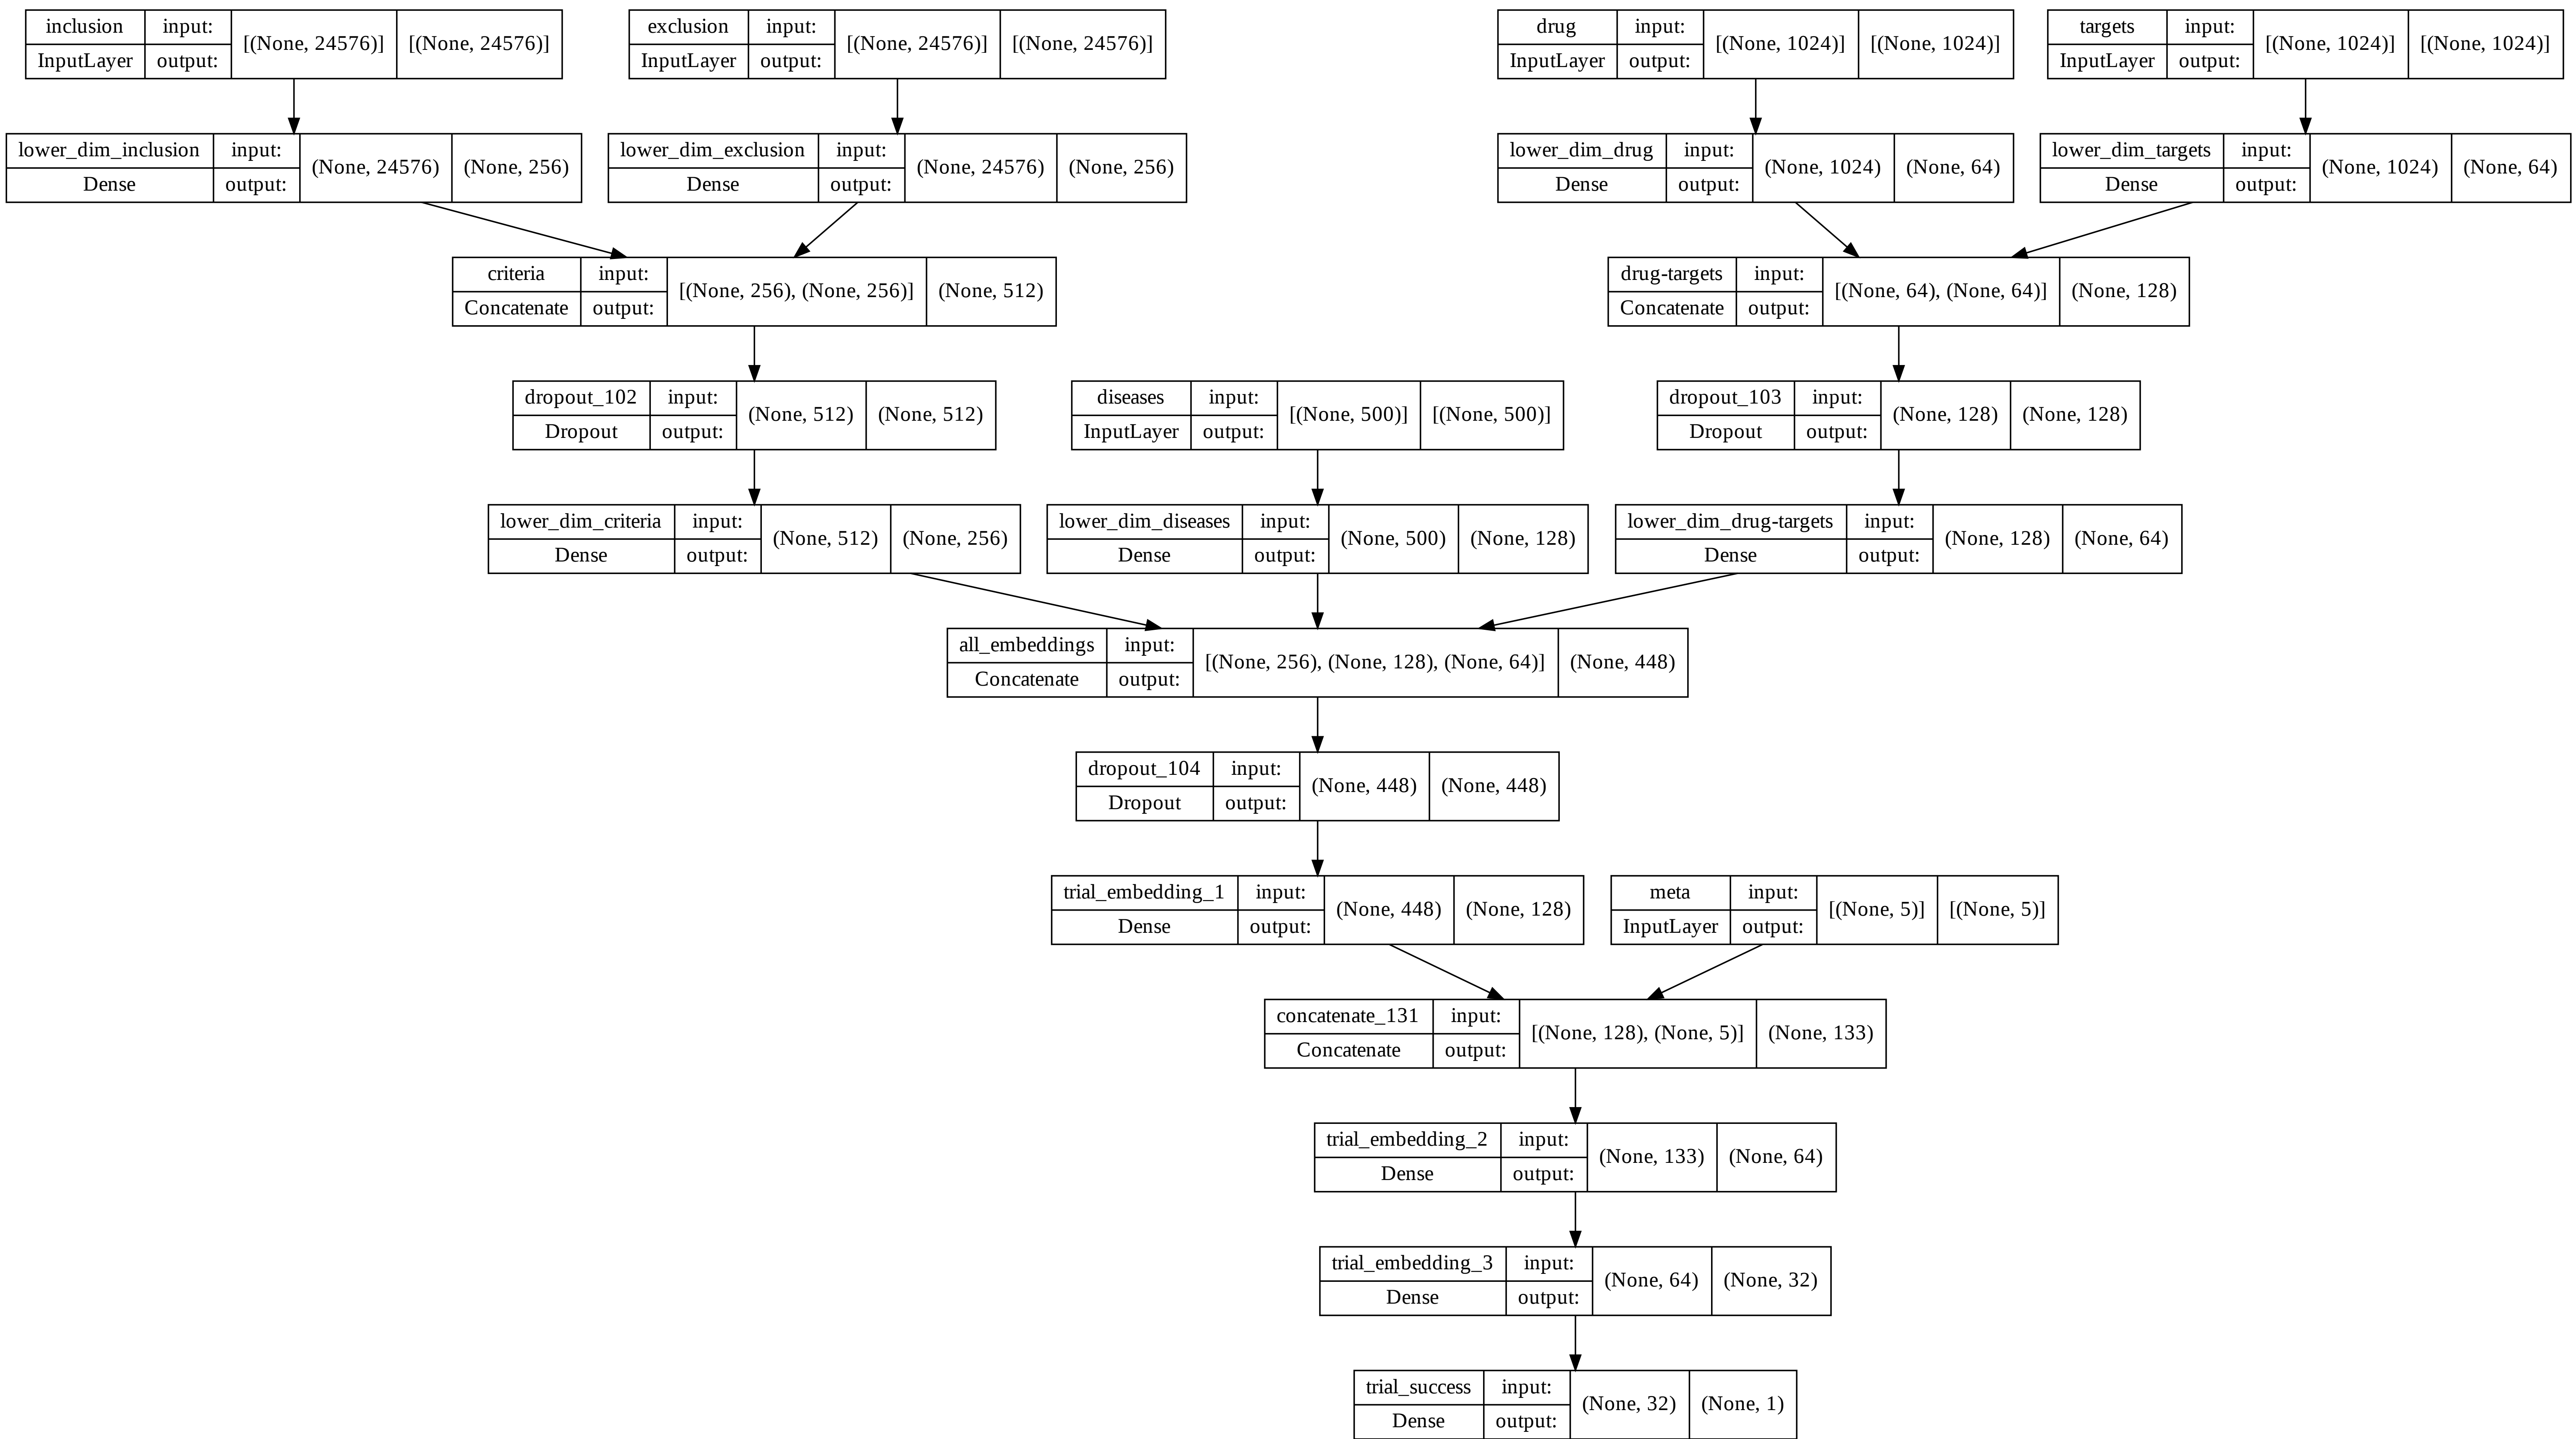 inclusion input: [(None, 24576)] [(None, 24576)]
InputLayer output:
exclusion input: [(None, 24576)] [(None, 24576)]
InputLayer output:
drug input: [(None, 1024)] [(None, 1024)]
InputLayer output:
targets input: [(None, 1024)] [(None, 1024)]
InputLayer output:
lower_dim_inclusion input: (None, 24576) (None, 256)
Dense output:
lower_dim_exclusion input: (None, 24576) (None, 256)
Dense output:
lower_dim_drug input: (None, 1024) (None, 64)
Dense output:
lower_dim_targets input: (None, 1024) (None, 64)
Dense output:
criteria input: [(None, 256), (None, 256)] (None, 512)
Concatenate output:
drug-targets input: [(None, 64), (None, 64)] (None, 128)
Concatenate output:
dropout_102 input: (None, 512) (None, 512)
Dropout output:
diseases input: [(None, 500)] [(None, 500)]
InputLayer output:
dropout_103 input: (None, 128) (None, 128)
Dropout output:
lower_dim_criteria input: (None, 512) (None, 256)
Dense output:
lower_dim_diseases input: (None, 500) (None, 128)
Dense output:
lower_dim_drug-targets input: (None, 128) (None, 64)
Dense output:
all_embeddings input: [(None, 256), (None, 128), (None, 64)] (None, 448)
Concatenate output:
dropout_104 input: (None, 448) (None, 448)
Dropout output:
trial_embedding_1 input: (None, 448) (None, 128)
Dense output:
meta input: [(None, 5)] [(None, 5)]
InputLayer output:
concatenate_131 input: [(None, 128), (None, 5)] (None, 133)
Concatenate output:
trial_embedding_2 input: (None, 133) (None, 64)
Dense output:
trial_embedding_3 input: (None, 64) (None, 32)
Dense output:
trial_success input: (None, 32) (None, 1)
Dense output: